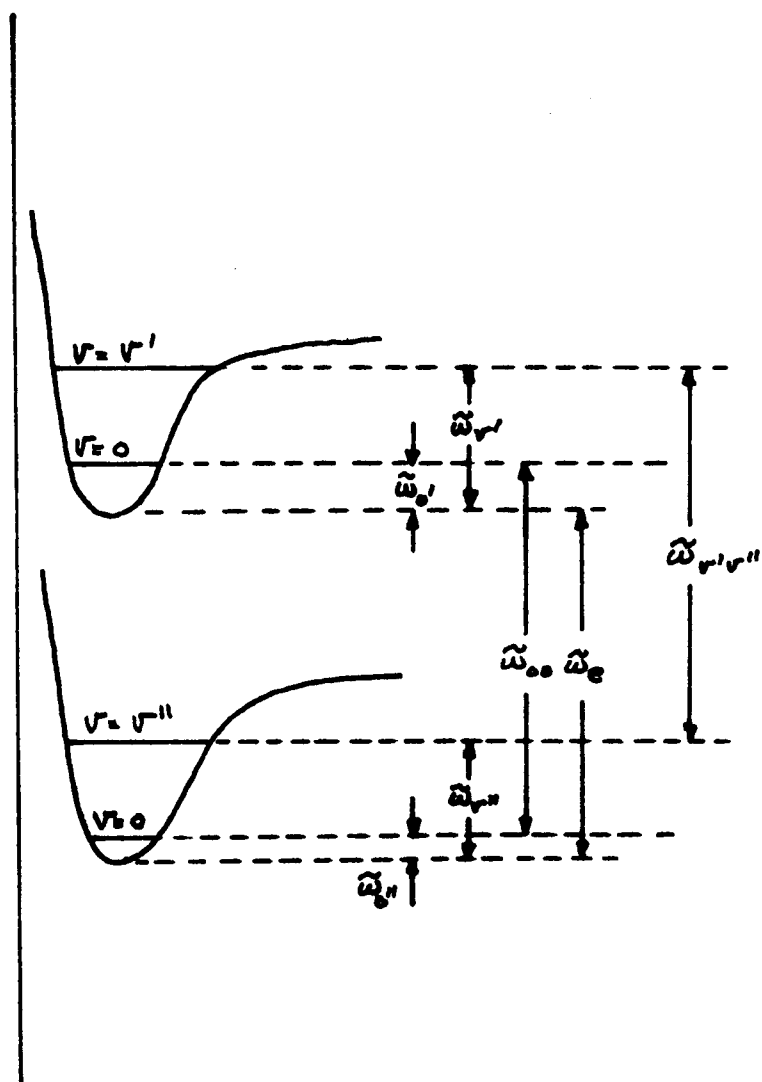 v = v'
ω̃v'
v = 0
ω̃o'
ω̃v'v''
ω̃oo ω̃e
v = v''
ω̃v''
v = 0
ω̃o''